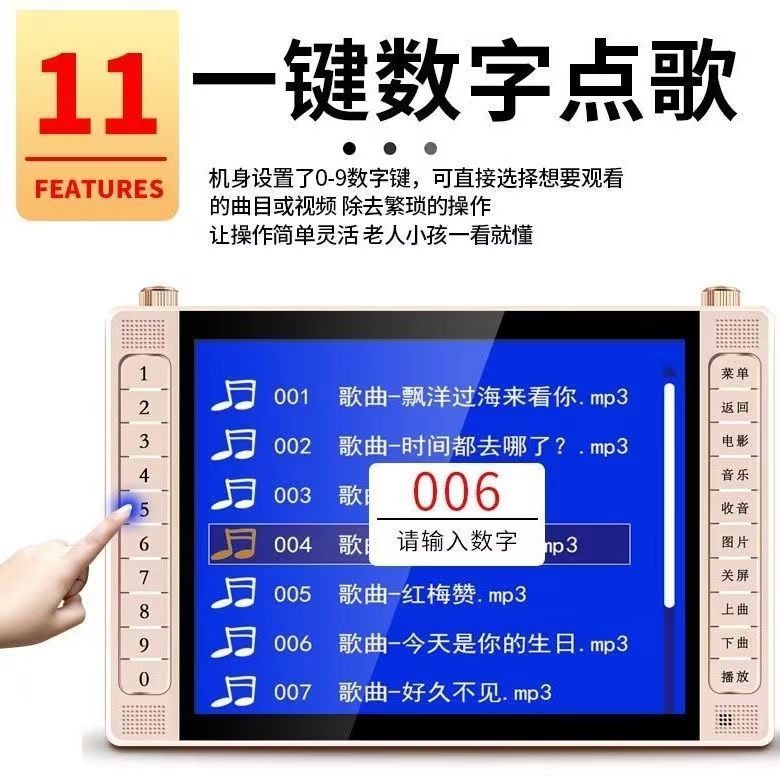 11
FEATURES
一键数字点歌
机身设置了0-9数字键，可直接选择想要观看
的曲目或视频 除去繁琐的操作
让操作简单灵活 老人小孩一看就懂
1
2
3
4
5
6
7
8
9
0
001 歌曲-飘洋过海来看你.mp3
002 歌曲-时间都去哪了？.mp3
003 歌
004 歌 mp3
005 歌曲-红梅赞.mp3
006 歌曲-今天是你的生日.mp3
007 歌曲-好久不见.mp3
006
请输入数字
菜单
返回
电影
音乐
收音
图片
关屏
上曲
下曲
播放